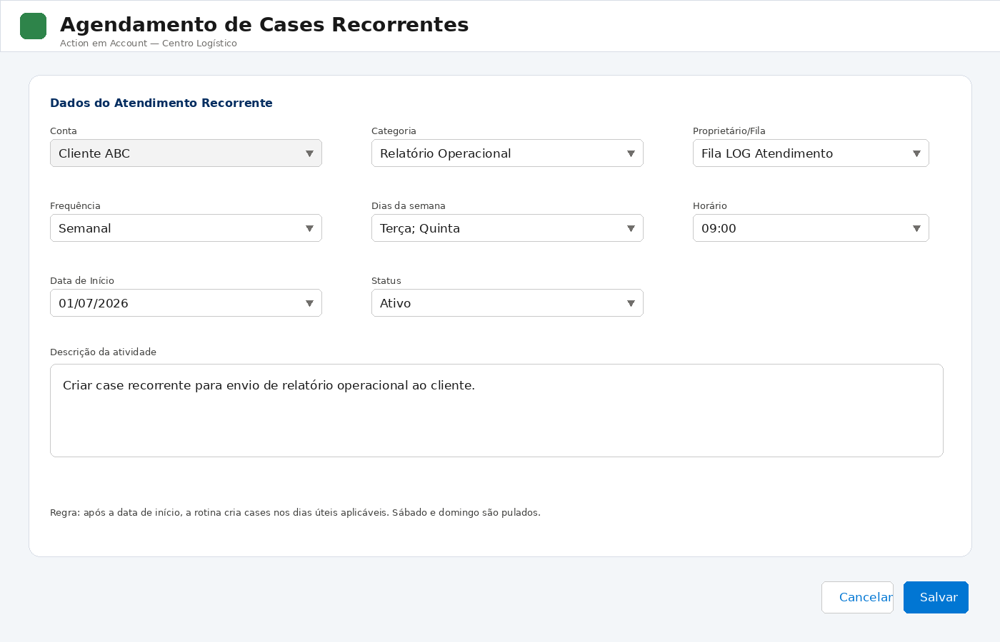 Agendamento de Cases Recorrentes
Action em Account — Centro Logístico
Dados do Atendimento Recorrente
Conta
Categoria
Proprietário/Fila
Cliente ABC
Relatório Operacional
Fila LOG Atendimento
Frequência
Dias da semana
Horário
Semanal
Terça; Quinta
09:00
Data de Início
Status
01/07/2026
Ativo
Descrição da atividade
Criar case recorrente para envio de relatório operacional ao cliente.
Regra: após a data de início, a rotina cria cases nos dias úteis aplicáveis. Sábado e domingo são pulados.
Cancelar
Salvar